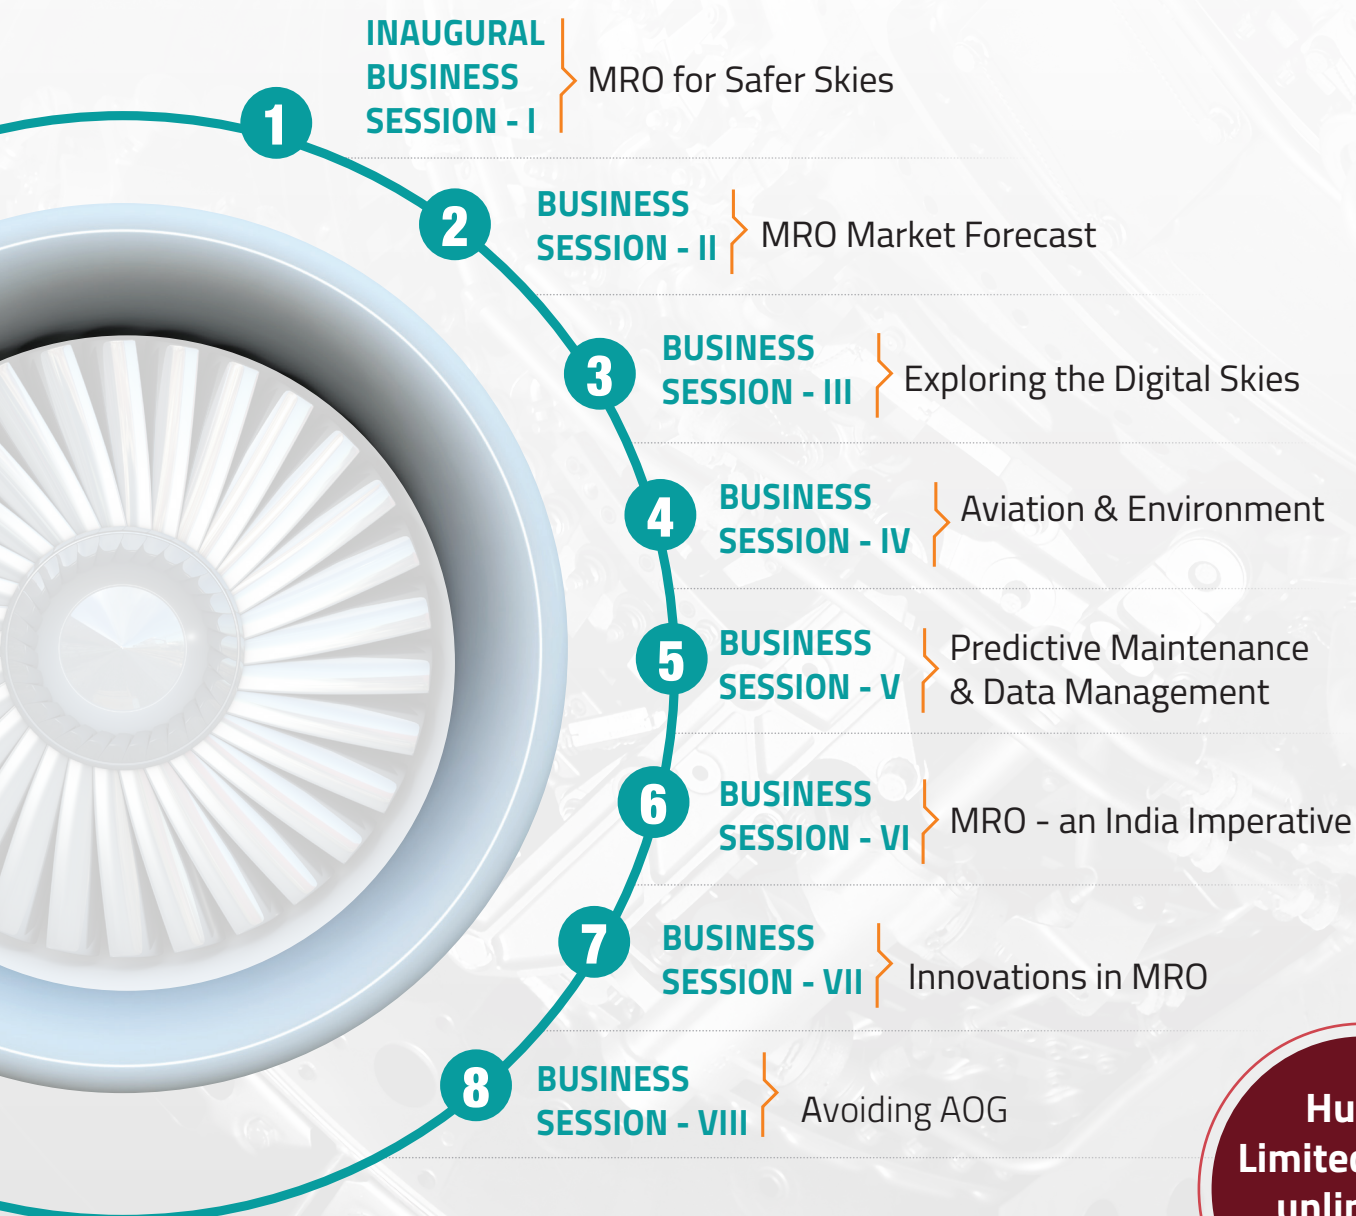 INAUGURAL
BUSINESS
SESSION - I
MRO for Safer Skies
1
2
BUSINESS
SESSION - II
MRO Market Forecast
3
BUSINESS
SESSION - III
Exploring the Digital Skies
4
BUSINESS
SESSION - IV
Aviation & Environment
5
BUSINESS
SESSION - V
Predictive Maintenance
& Data Management
6
BUSINESS
SESSION - VI
MRO - an India Imperative
7
BUSINESS
SESSION - VII
Innovations in MRO
8
BUSINESS
SESSION - VIII
Avoiding AOG